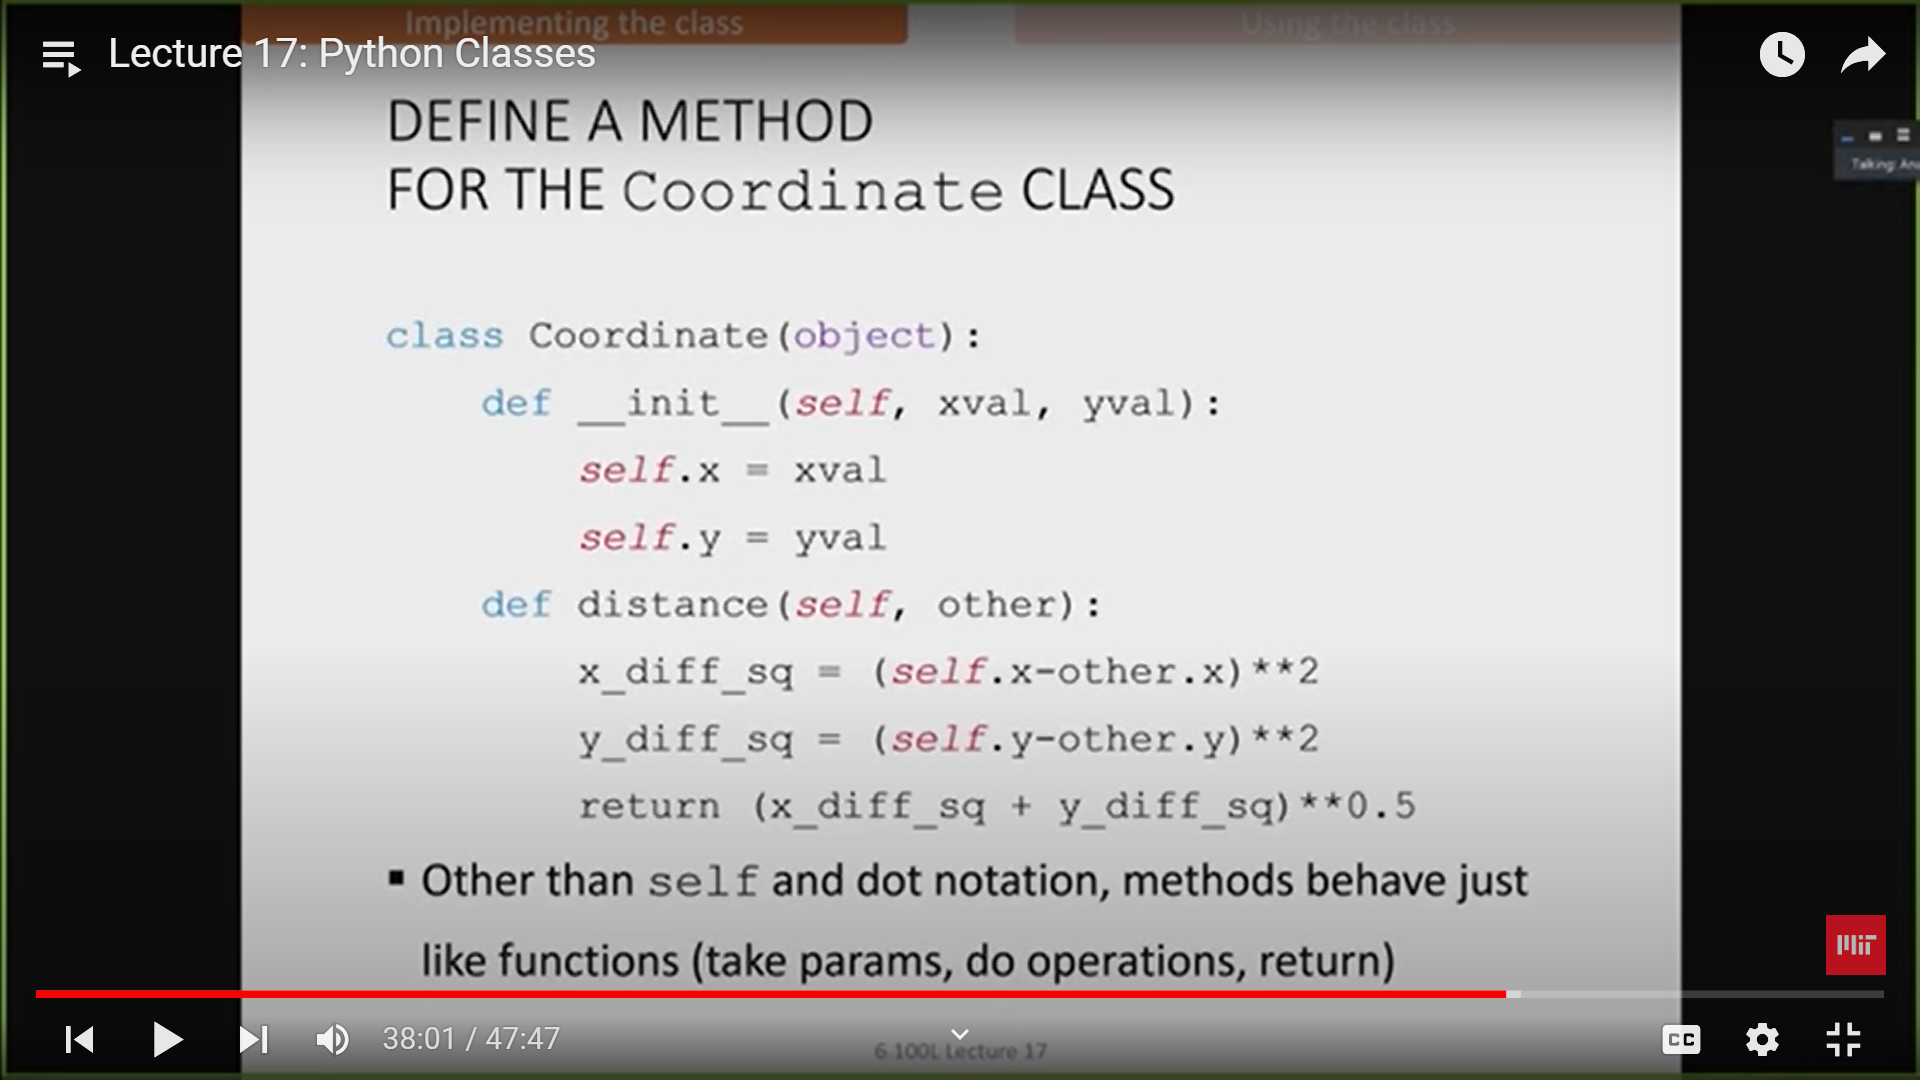 Implementing the class
Using the class
Lecture 17: Python Classes
DEFINE A METHOD
FOR THE Coordinate CLASS
Talking:
class Coordinate(object):
def __init__(self, xval, yval):
self.x = xval
self.y = yval
def distance(self, other):
x_diff_sq = (self.x-other.x)**2
y_diff_sq = (self.y-other.y)**2
return (x_diff_sq + y_diff_sq)**0.5
▪ Other than self and dot notation, methods behave just
like functions (take params, do operations, return)
MIT
38:01 / 47:47
CC
6.100L Lecture 17